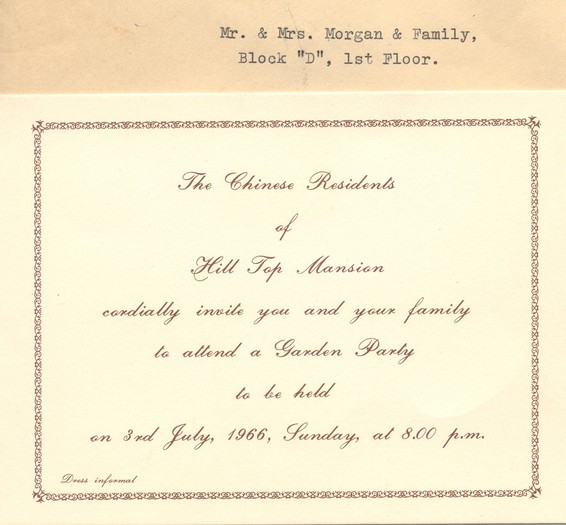 Mr. & Mrs. Morgan & Family,
Block "D", 1st Floor.
The Chinese Residents
of
Hill Top Mansion
cordially invite you and your family
to attend a Garden Party
to be held
on 3rd July, 1966, Sunday, at 8.00 p.m.
Dress informal